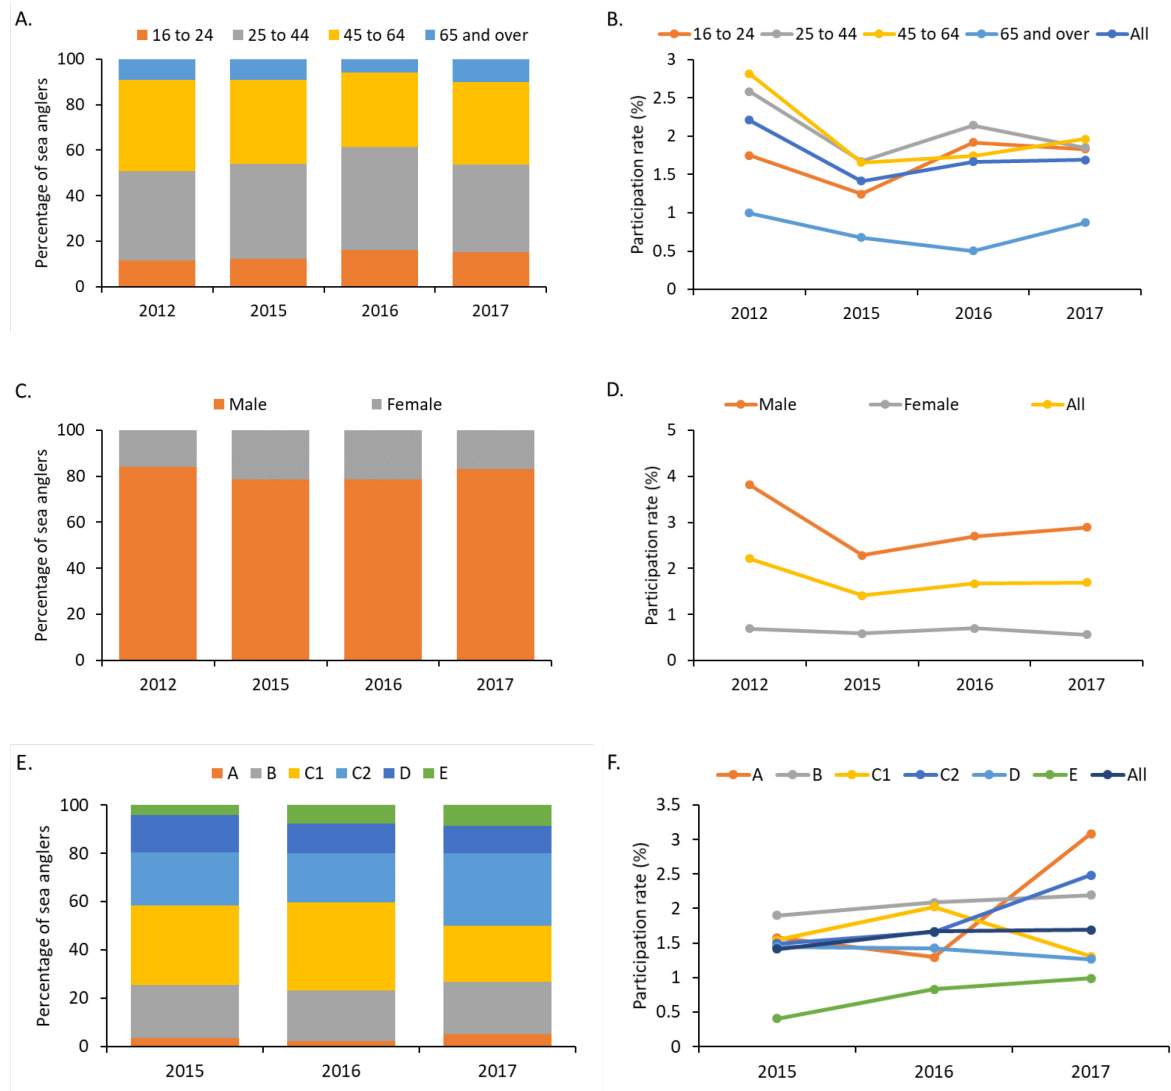 A.
16 to 24 25 to 44 45 to 64 65 and over
Percentage of sea anglers
100
80
60
40
20
0
2012 2015 2016 2017
B.
16 to 24 25 to 44 45 to 64 65 and over All
Participation rate (%)
3
2.5
2
1.5
1
0.5
0
2012 2015 2016 2017
C.
Male Female
Percentage of sea anglers
100
80
60
40
20
0
2012 2015 2016 2017
D.
Male Female All
Participation rate (%)
5
4
3
2
1
0
2012 2015 2016 2017
E.
A B C1 C2 D E
Percentage of sea anglers
100
80
60
40
20
0
2015 2016 2017
F.
A B C1 C2 D E All
Participation rate (%)
3.5
3
2.5
2
1.5
1
0.5
0
2015 2016 2017